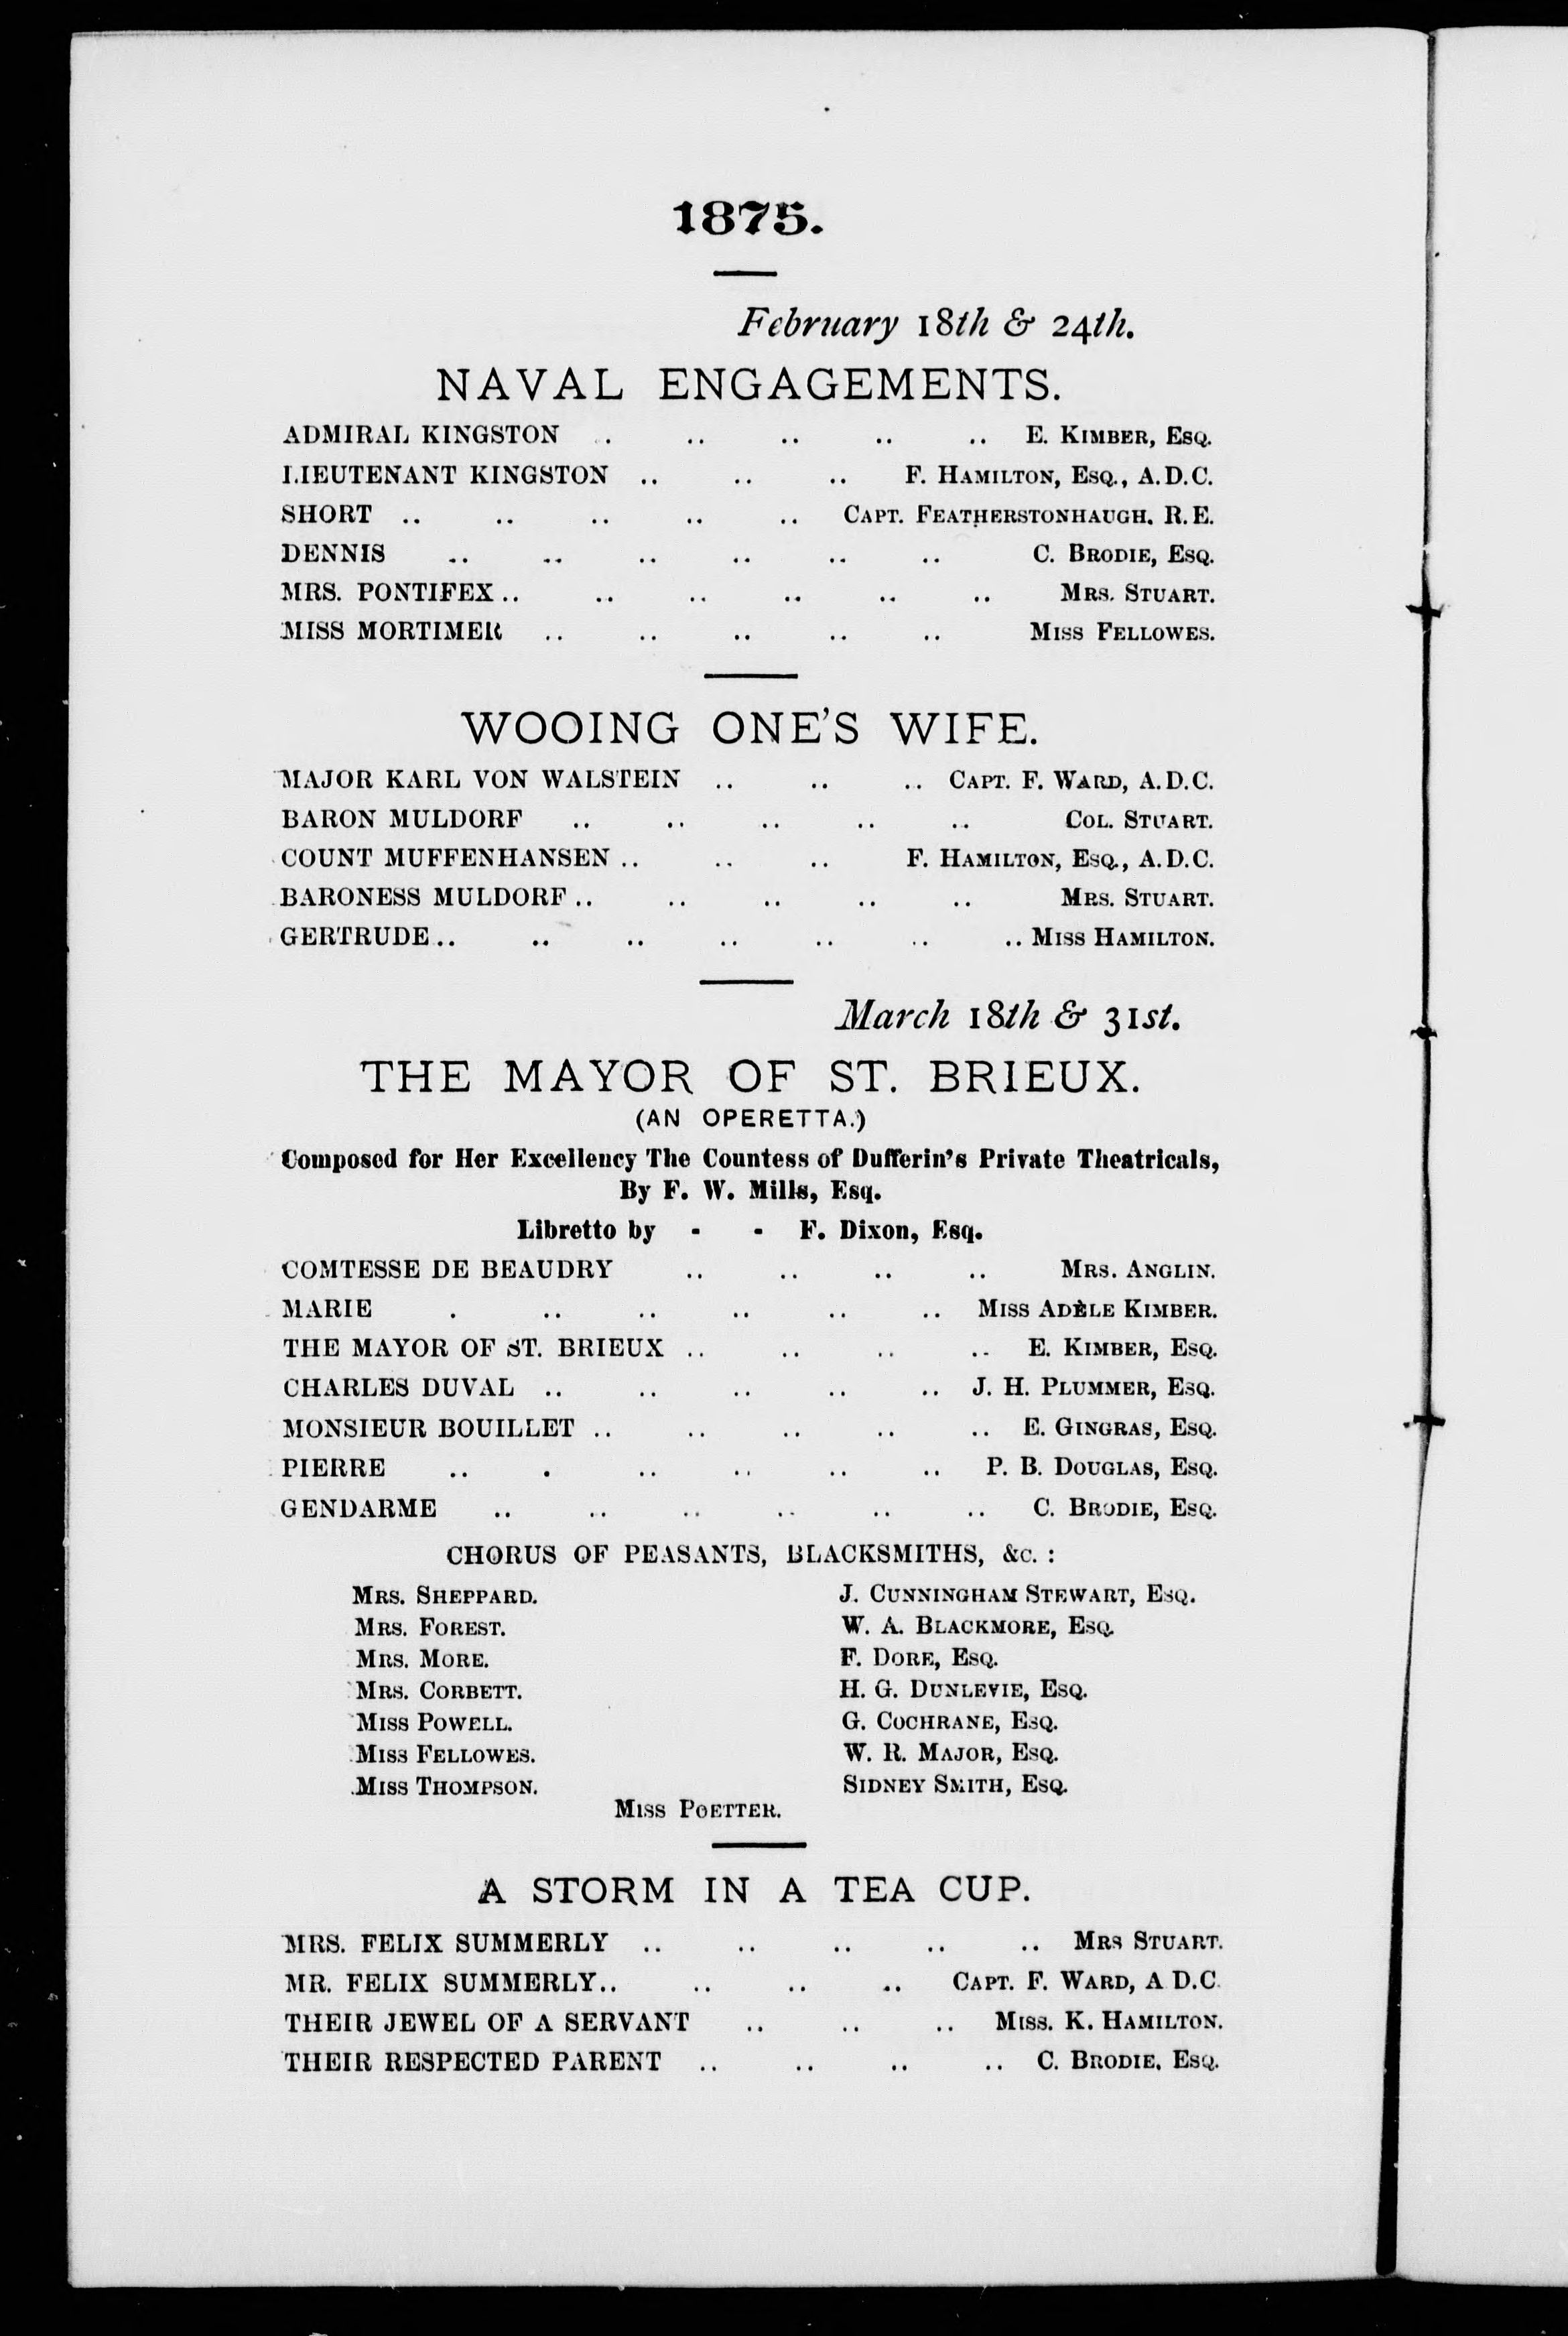 1875.
February 18th & 24th.
NAVAL ENGAGEMENTS.
ADMIRAL KINGSTON .. .. .. .. .. E. KIMBER, ESQ.
LIEUTENANT KINGSTON .. .. .. F. HAMILTON, ESQ., A.D.C.
SHORT .. .. .. .. .. CAPT. FEATHERSTONHAUGH. R.E.
DENNIS .. .. .. .. .. .. C. BRODIE, ESQ.
MRS. PONTIFEX .. .. .. .. .. .. MRS. STUART.
MISS MORTIMER .. .. .. .. .. MISS FELLOWES.
WOOING ONE'S WIFE.
MAJOR KARL VON WALSTEIN .. .. .. CAPT. F. WARD, A.D.C.
BARON MULDORF .. .. .. .. .. COL. STUART.
COUNT MUFFENHANSEN .. .. .. F. HAMILTON, ESQ., A.D.C.
BARONESS MULDORF .. .. .. .. .. MRS. STUART.
GERTRUDE .. .. .. .. .. .. .. MISS HAMILTON.
March 18th & 31st.
THE MAYOR OF ST. BRIEUX.
(AN OPERETTA.)
Composed for Her Excellency The Countess of Dufferin's Private Theatricals,
By F. W. Mills, Esq.
Libretto by - - F. Dixon, Esq.
COMTESSE DE BEAUDRY .. .. .. .. MRS. ANGLIN.
MARIE . .. .. .. .. .. MISS ADÈLE KIMBER.
THE MAYOR OF ST. BRIEUX .. .. .. .. E. KIMBER, ESQ.
CHARLES DUVAL .. .. .. .. .. J. H. PLUMMER, ESQ.
MONSIEUR BOUILLET .. .. .. .. .. E. GINGRAS, ESQ.
PIERRE .. . .. .. .. .. P. B. DOUGLAS, ESQ.
GENDARME .. .. .. .. .. .. C. BRODIE, ESQ.
CHORUS OF PEASANTS, BLACKSMITHS, &c. :
MRS. SHEPPARD. J. CUNNINGHAM STEWART, ESQ.
MRS. FOREST. W. A. BLACKMORE, ESQ.
MRS. MORE. F. DORE, ESQ.
MRS. CORBETT. H. G. DUNLEVIE, ESQ.
MISS POWELL. G. COCHRANE, ESQ.
MISS FELLOWES. W. R. MAJOR, ESQ.
MISS THOMPSON. SIDNEY SMITH, ESQ.
MISS POETTER.
A STORM IN A TEA CUP.
MRS. FELIX SUMMERLY .. .. .. .. .. MRS STUART.
MR. FELIX SUMMERLY .. .. .. .. CAPT. F. WARD, A D.C.
THEIR JEWEL OF A SERVANT .. .. .. MISS. K. HAMILTON.
THEIR RESPECTED PARENT .. .. .. .. C. BRODIE. ESQ.